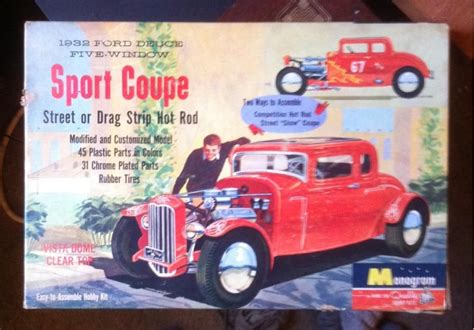 1932 FORD DEUCE
FIVE-WINDOW
Sport Coupe
Street or Drag Strip Hot Rod
Modified and Customized Model
45 Plastic Parts in Colors
31 Chrome Plated Parts
Rubber Tires
67
Two Ways to Assemble
Competition Hot Rod
Street "Show" Coupe
VISTA DOME
CLEAR TOP
Easy-to-Assemble Hobby Kit
Monogram
Quality